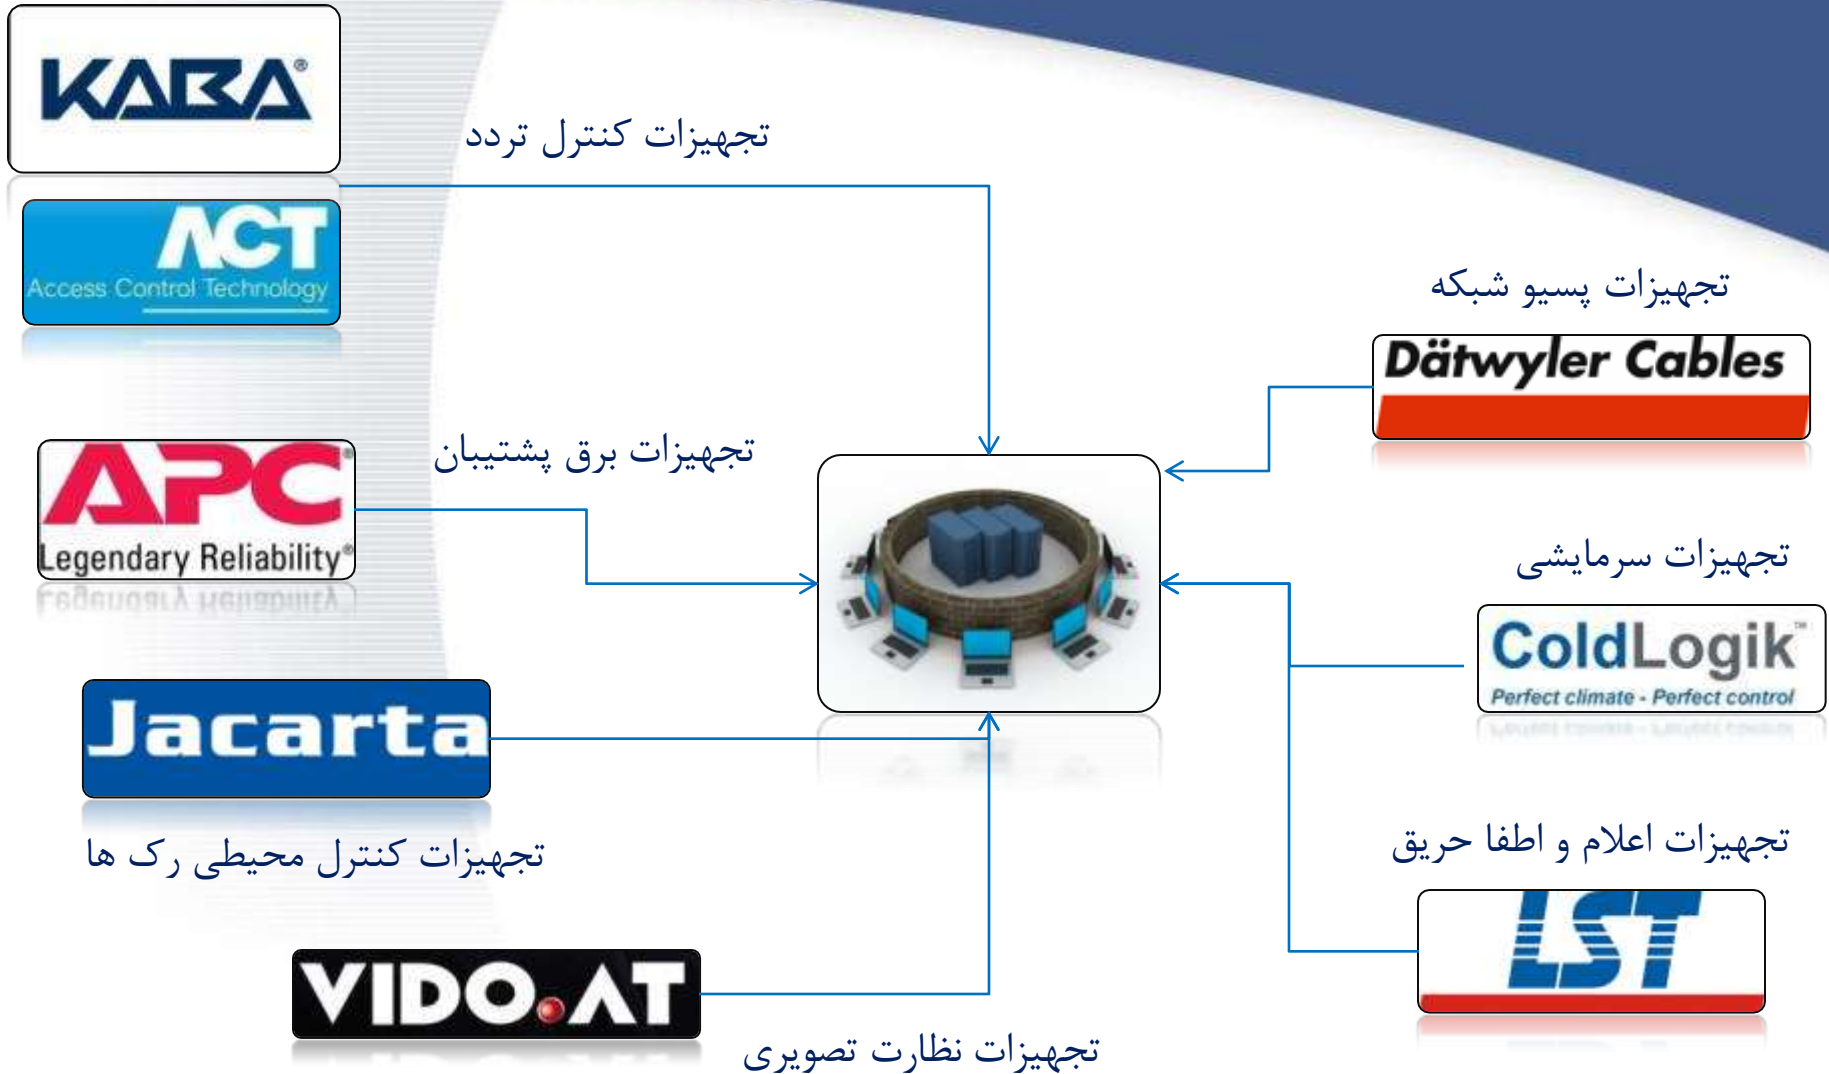 KABA®
تجهیزات کنترل تردد
ACT
Access Control Technology
تجهیزات پسیو شبکه
Dätwyler Cables
تجهیزات برق پشتیبان
APC®
Legendary Reliability®
تجهیزات سرمایشی
ColdLogik™
Perfect climate - Perfect control
Jacarta
تجهیزات کنترل محیطی رک ها
تجهیزات اعلام و اطفا حریق
LST
VIDO.AT
تجهیزات نظارت تصویری